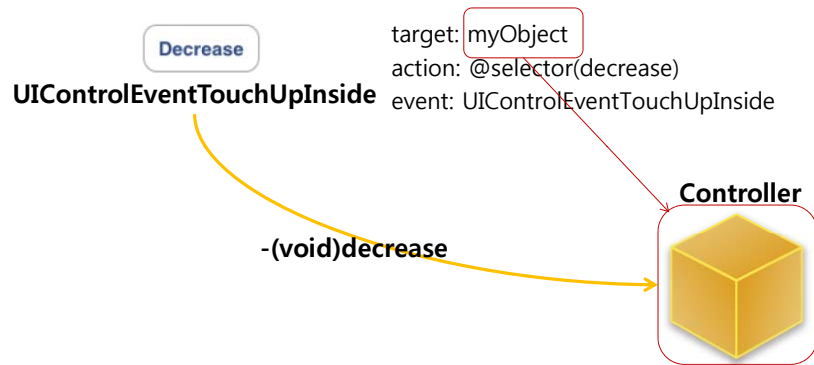 Decrease
UIControlEventTouchUpInside
target: myObject
action: @selector(decrease)
event: UIControlEventTouchUpInside
Controller
-(void)decrease